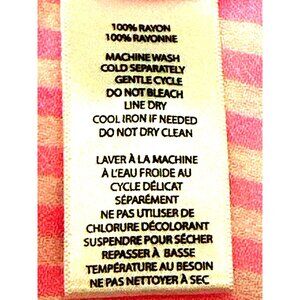 100% RAYON
100% RAYONNE
MACHINE WASH
COLD SEPARATELY
GENTLE CYCLE
DO NOT BLEACH
LINE DRY
COOL IRON IF NEEDED
DO NOT DRY CLEAN
LAVER À LA MACHINE
À L'EAU FROIDE AU
CYCLE DÉLICAT
SÉPARÉMENT
NE PAS UTILISER DE
CHLORURE DÉCOLORANT
SUSPENDRE POUR SÉCHER
REPASSER À BASSE
TEMPÉRATURE AU BESOIN
NE PAS NETTOYER À SEC